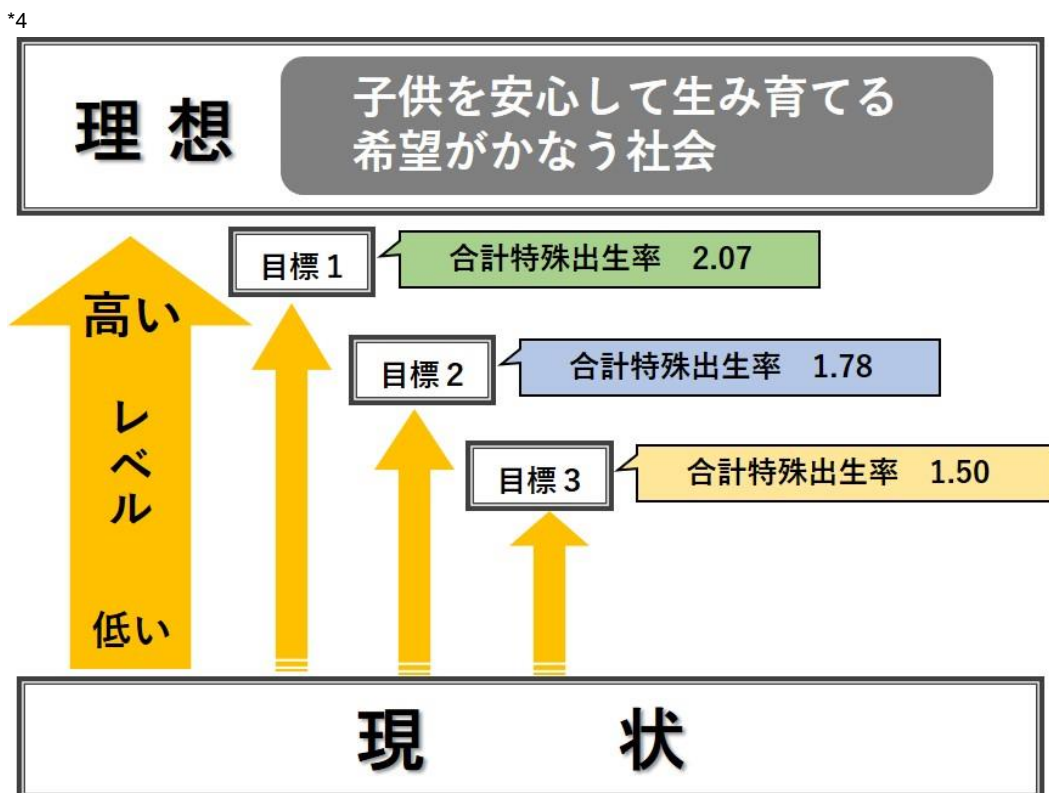 *4
理想
子供を安心して生み育てる
希望がかなう社会
目標1
合計特殊出生率 2.07
高い
レベル
低い
目標2
合計特殊出生率 1.78
目標3
合計特殊出生率 1.50
現状